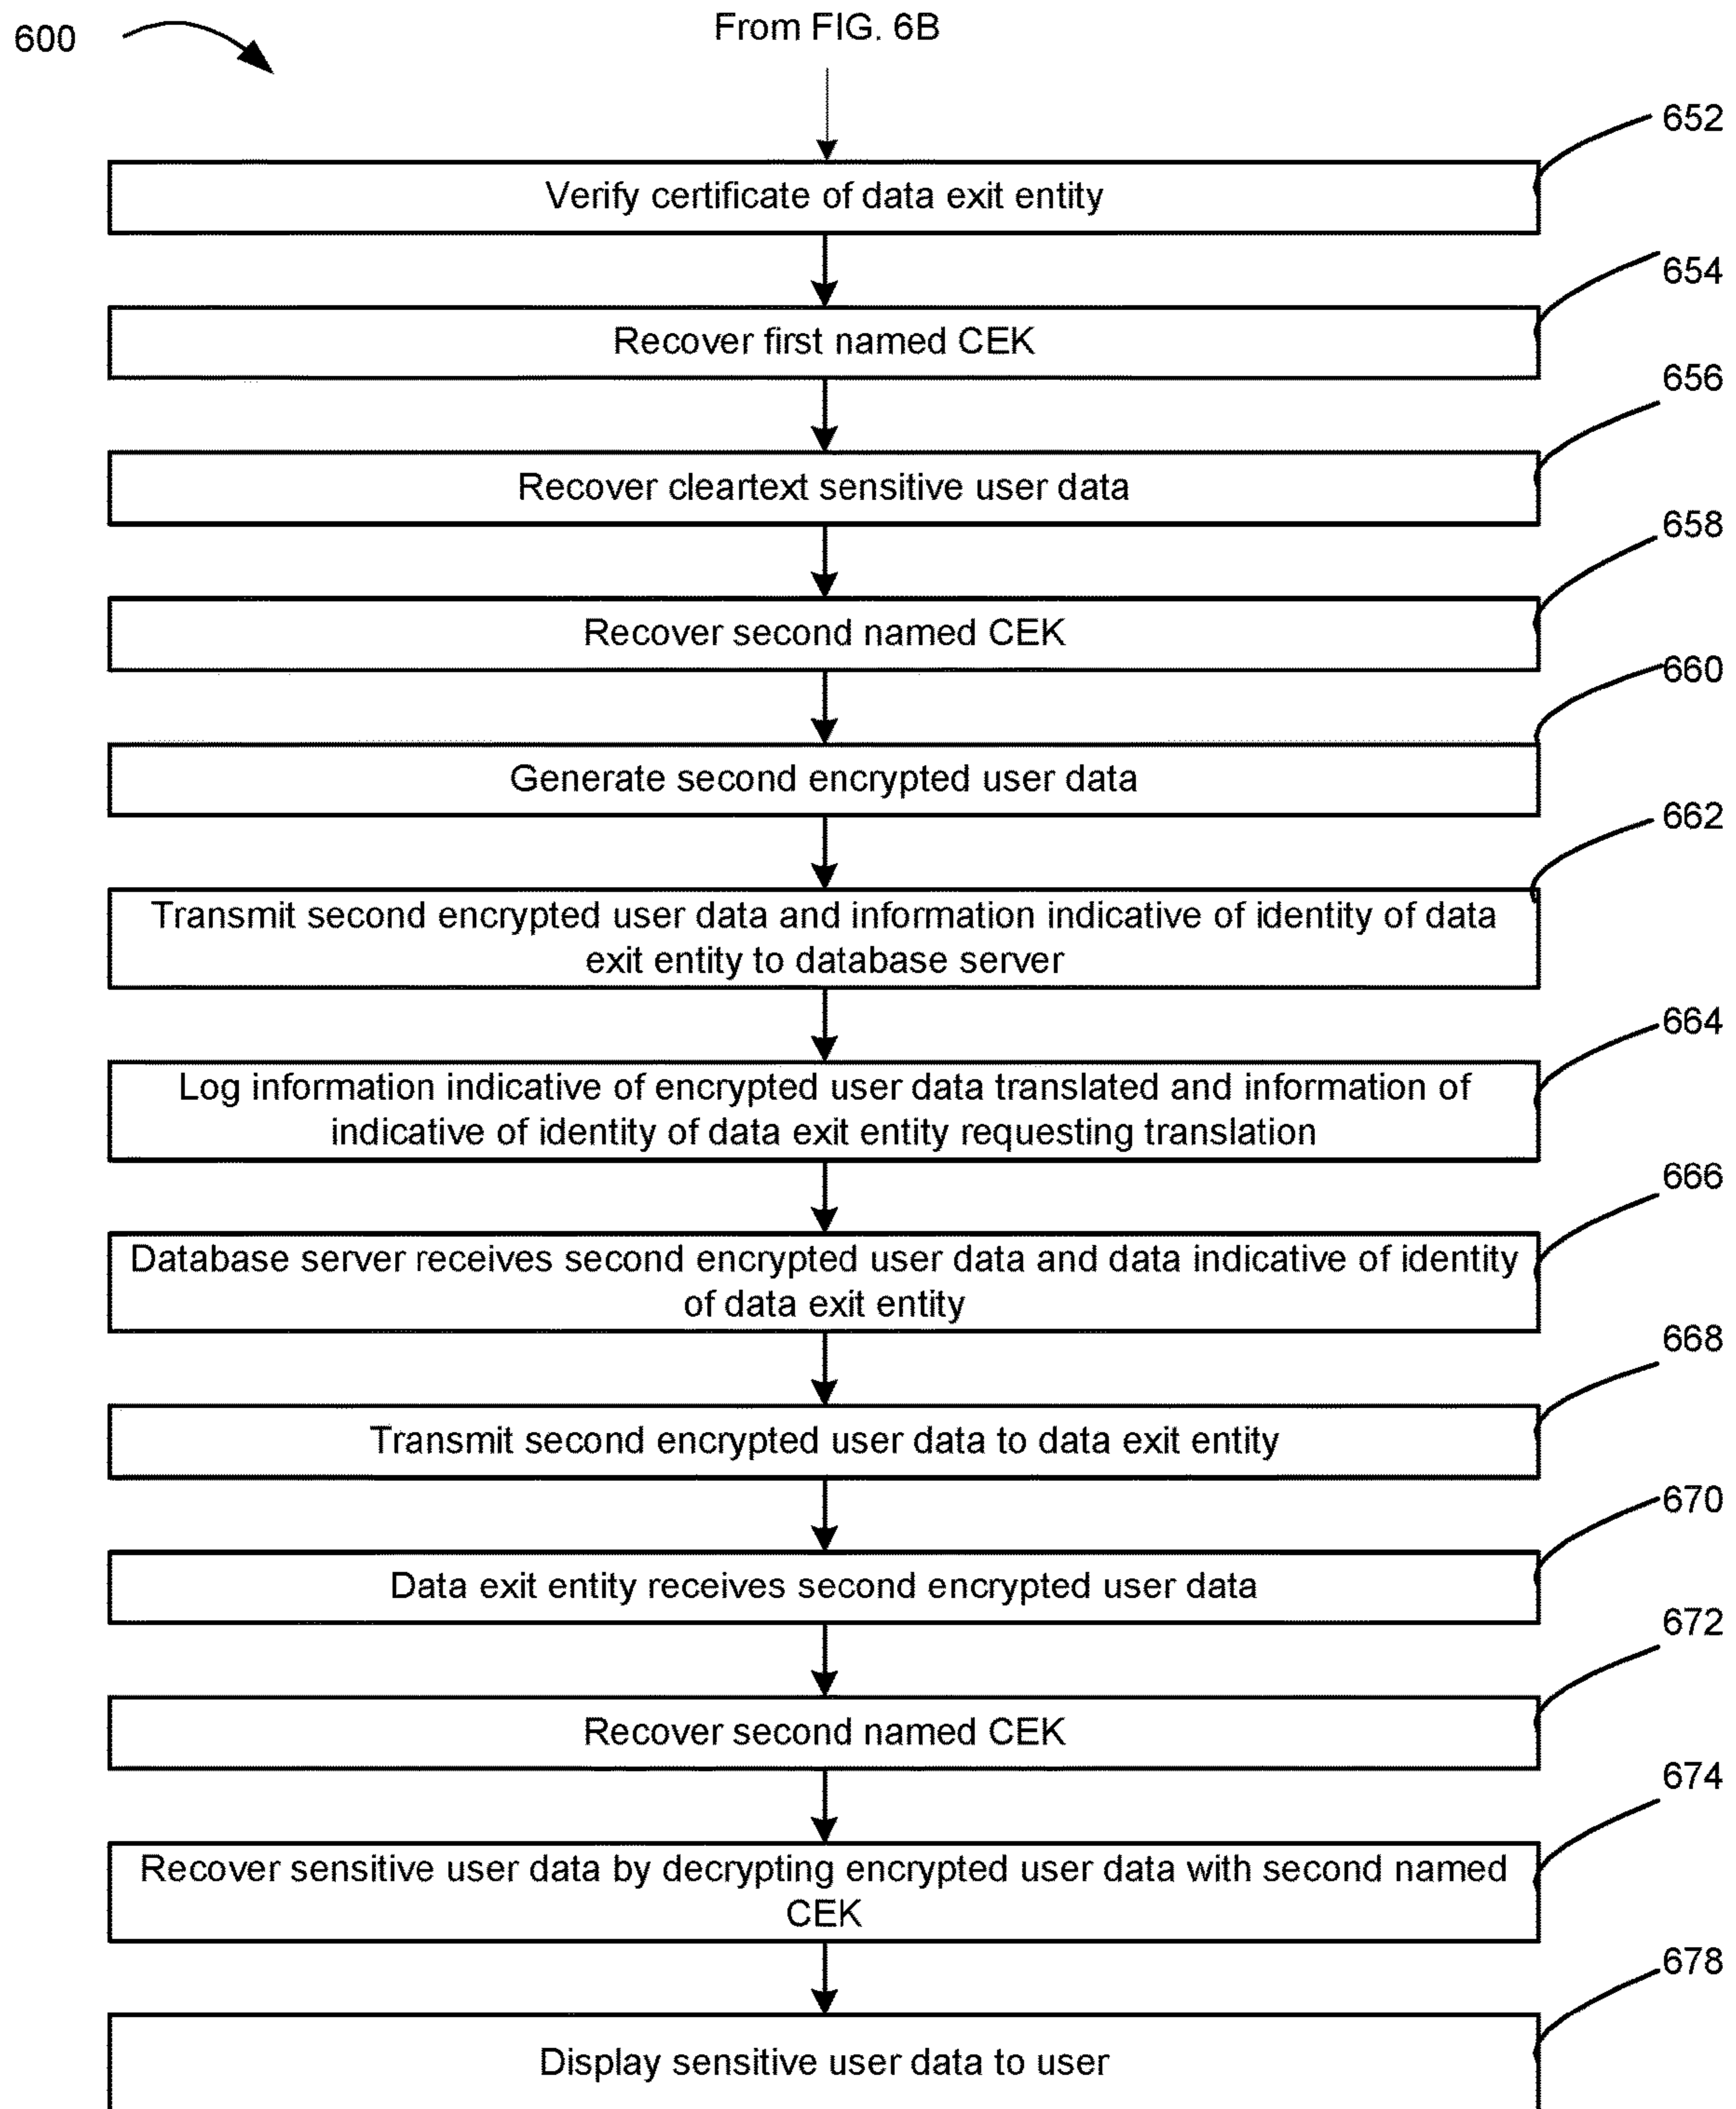 600
From FIG. 6B
652
Verify certificate of data exit entity
654
Recover first named CEK
656
Recover cleartext sensitive user data
658
Recover second named CEK
660
Generate second encrypted user data
662
Transmit second encrypted user data and information indicative of identity of data
exit entity to database server
664
Log information indicative of encrypted user data translated and information of
indicative of identity of data exit entity requesting translation
666
Database server receives second encrypted user data and data indicative of identity
of data exit entity
668
Transmit second encrypted user data to data exit entity
670
Data exit entity receives second encrypted user data
672
Recover second named CEK
674
Recover sensitive user data by decrypting encrypted user data with second named
CEK
678
Display sensitive user data to user